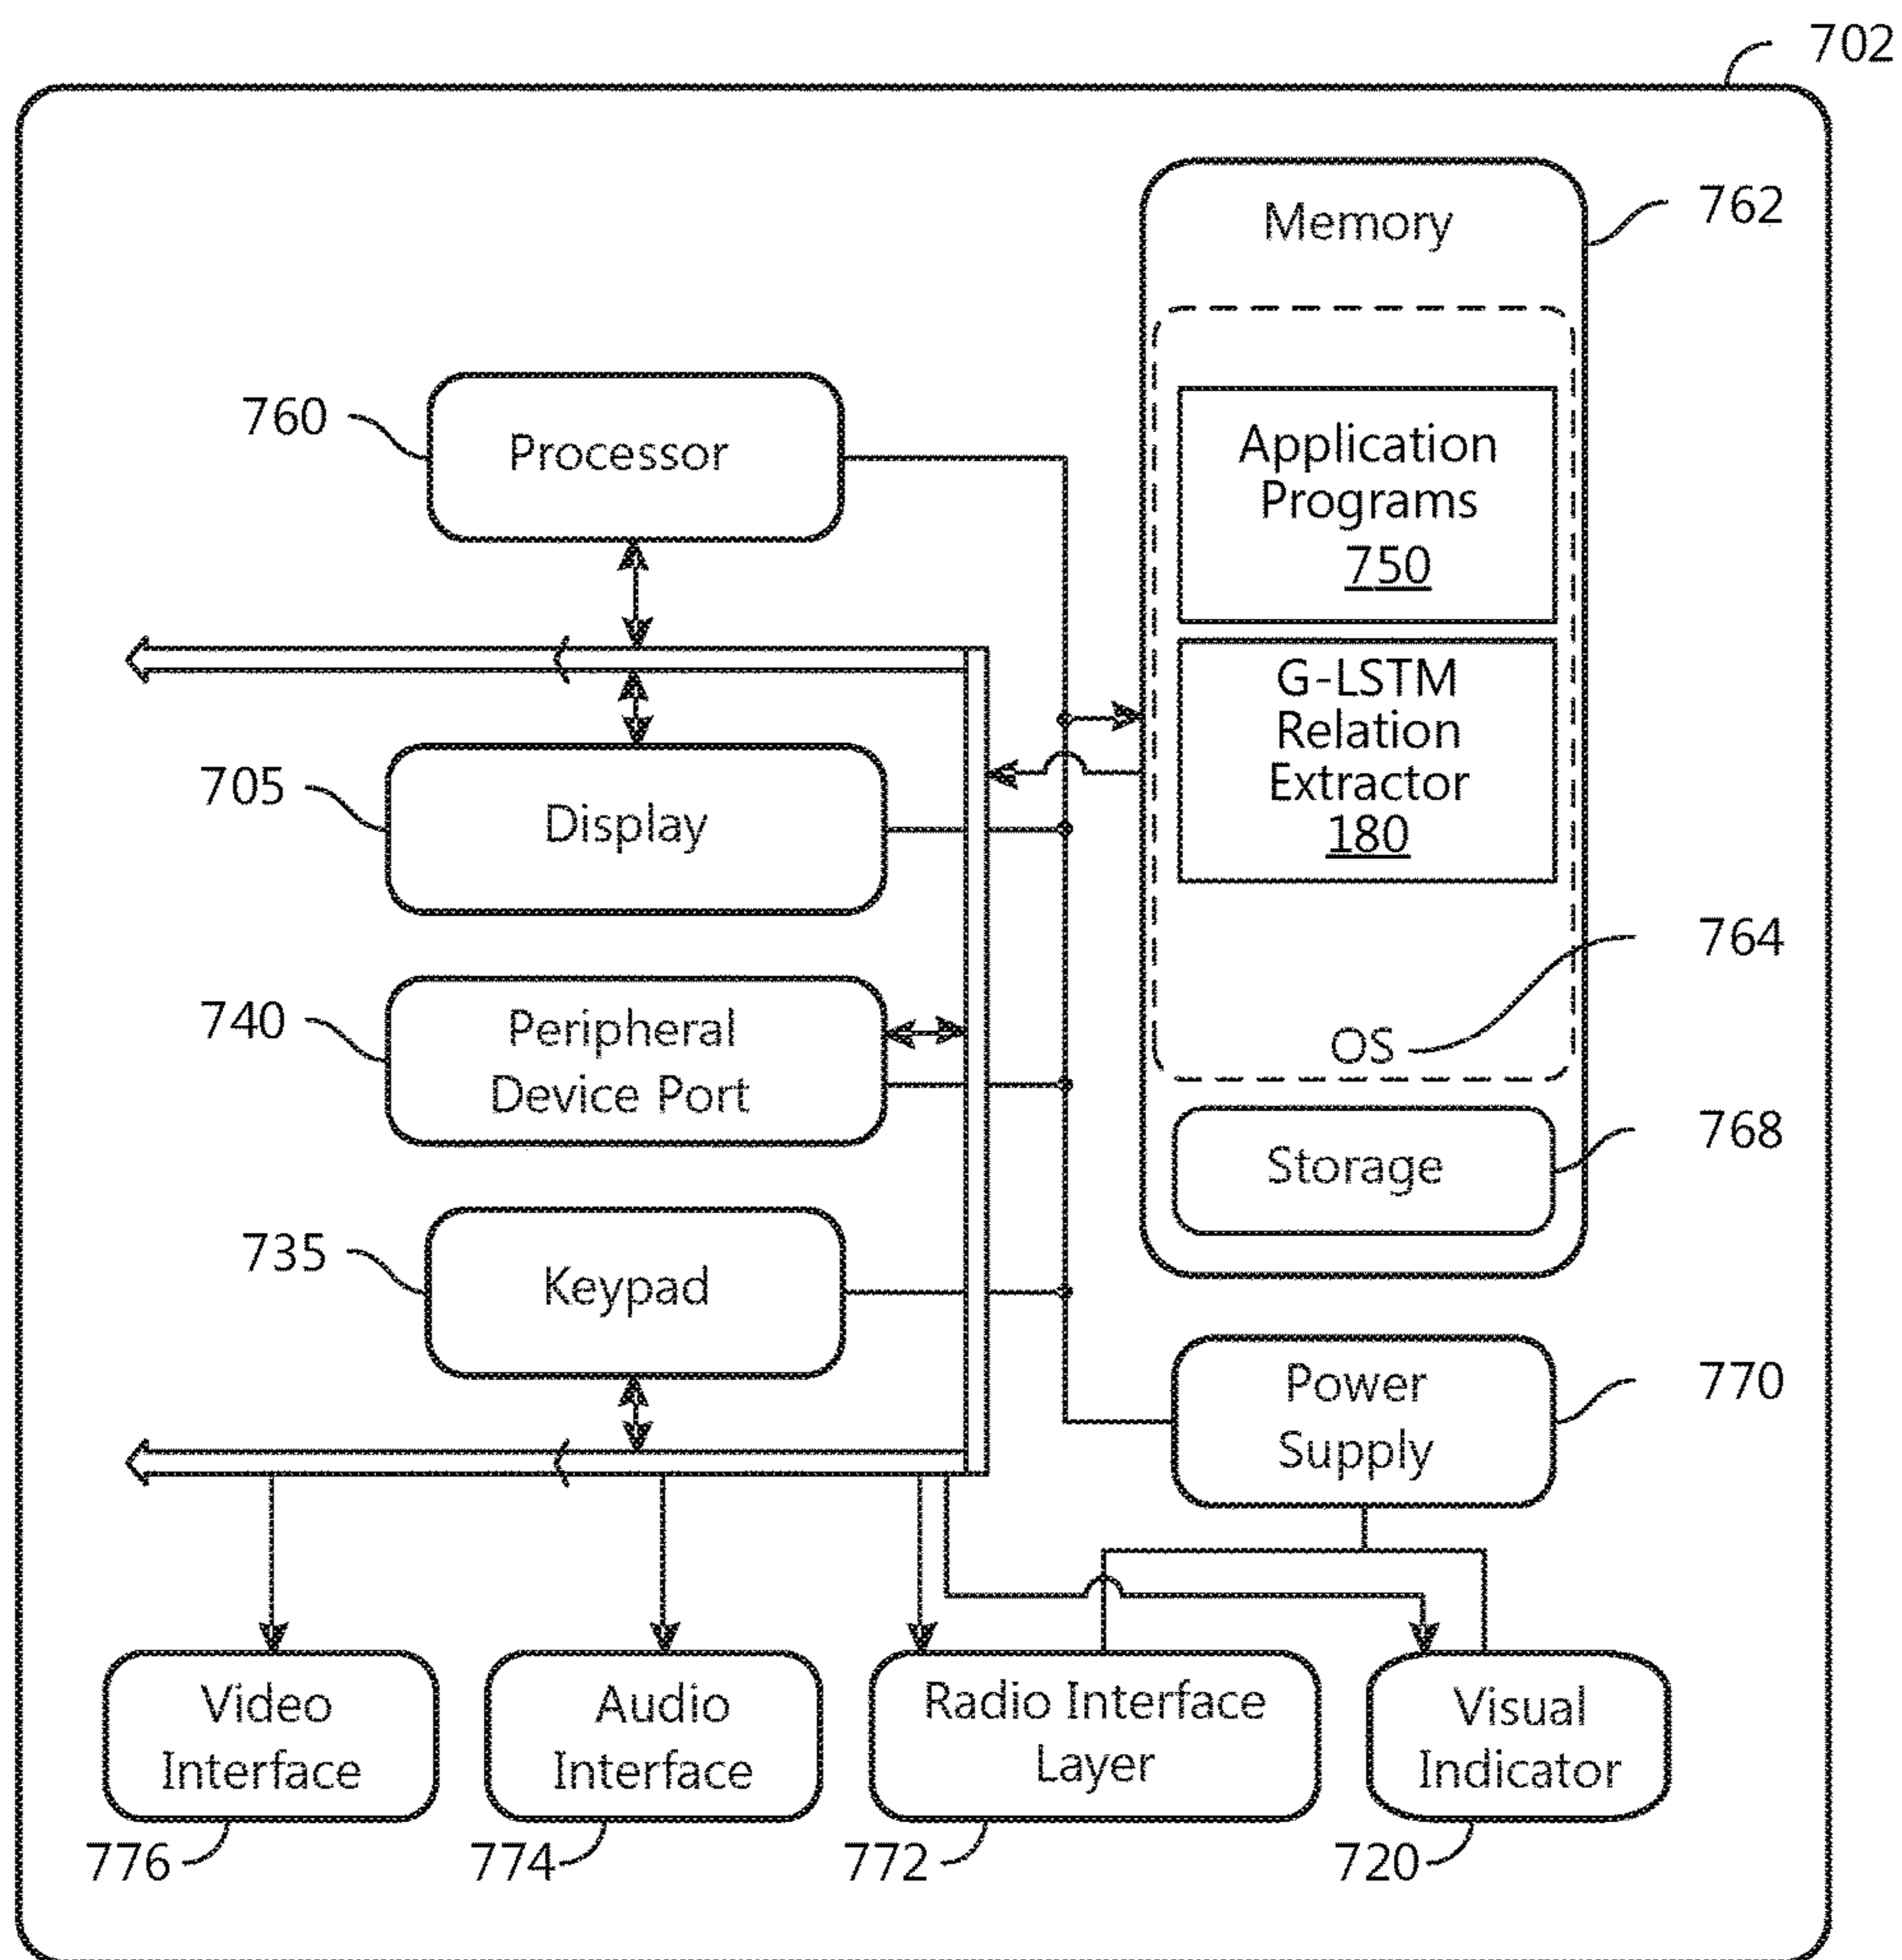 702
Memory
762
Application
Programs
750
760
Processor
G-LSTM
Relation
Extractor
180
705
Display
764
OS
740
Peripheral
Device Port
768
Storage
735
Keypad
Power
Supply
770
Video
Interface
Audio
Interface
Radio Interface
Layer
Visual
Indicator
776
774
772
720